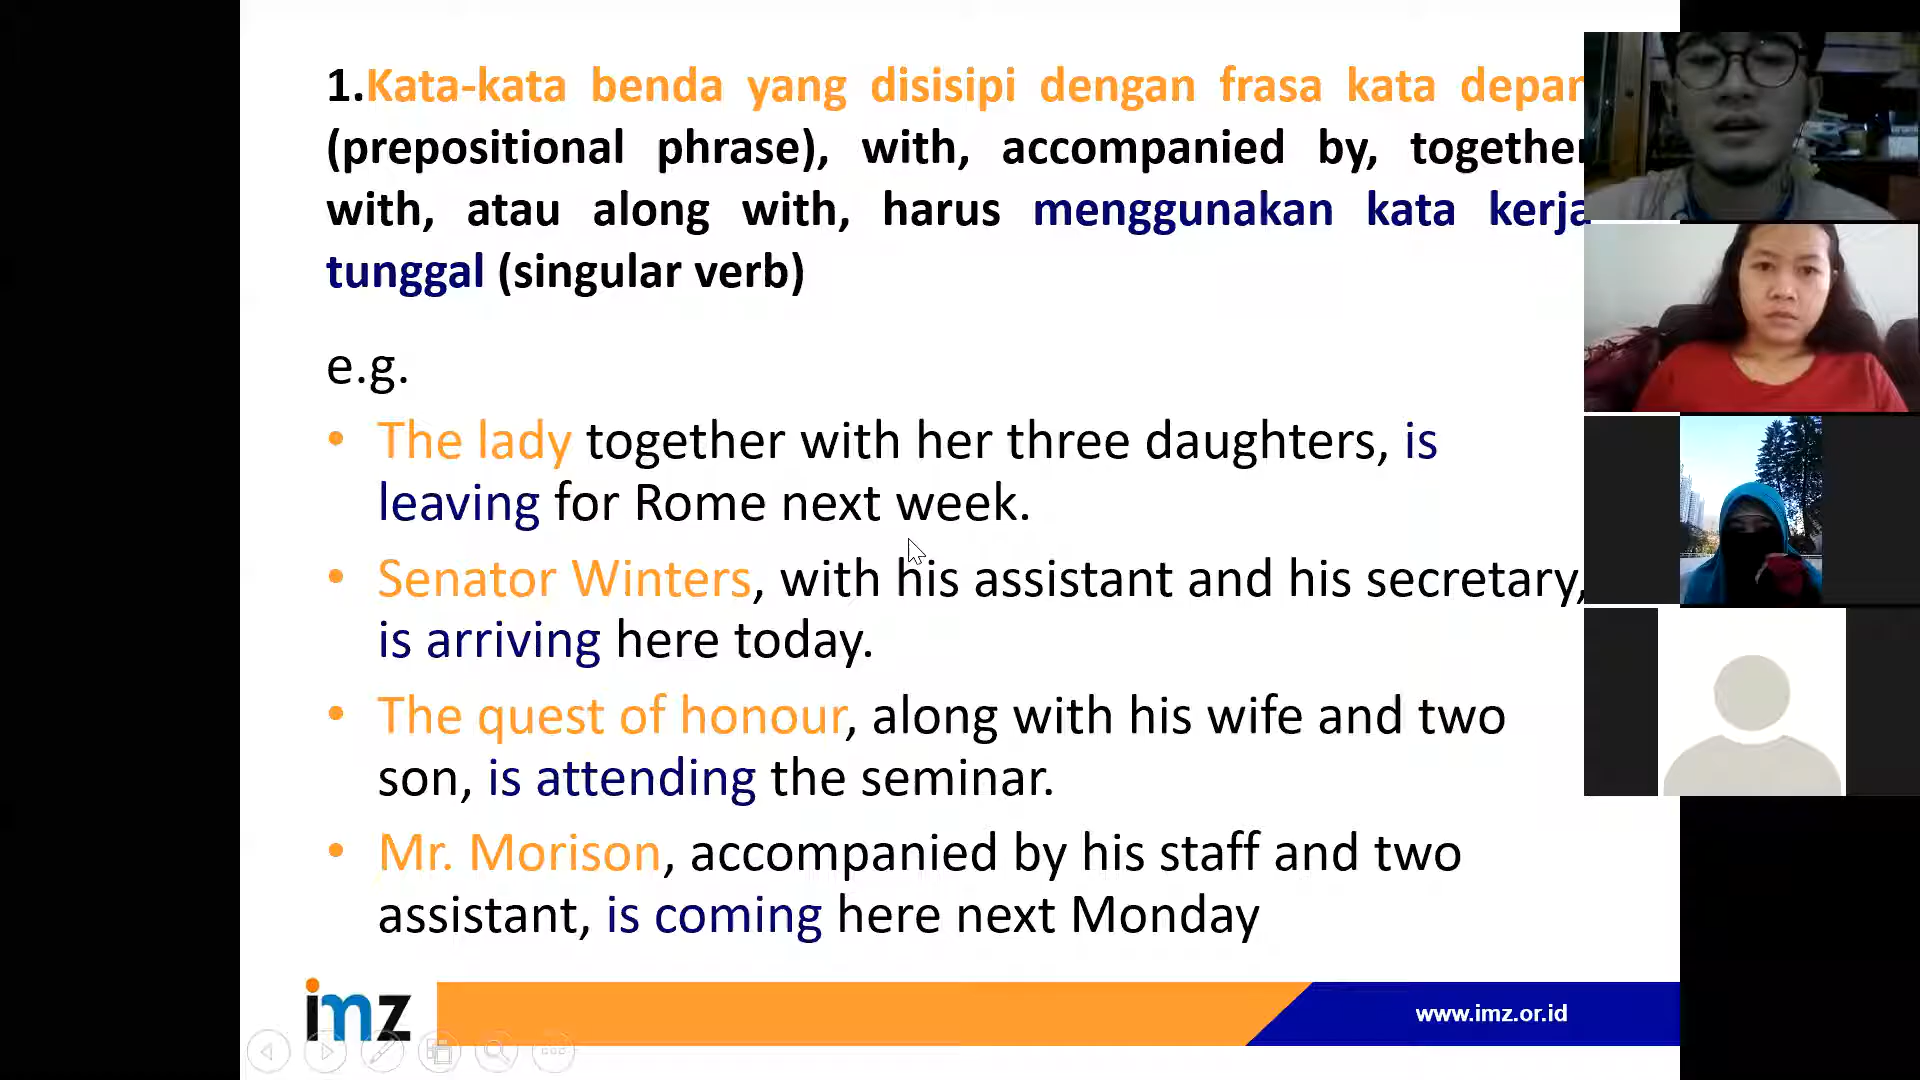 1.Kata-kata benda yang disisipi dengan frasa kata depan
(prepositional phrase), with, accompanied by, together
with, atau along with, harus menggunakan kata kerja
tunggal (singular verb)
e.g.
• The lady together with her three daughters, is
leaving for Rome next week.
• Senator Winters, with his assistant and his secretary,
is arriving here today.
• The quest of honour, along with his wife and two
son, is attending the seminar.
• Mr. Morison, accompanied by his staff and two
assistant, is coming here next Monday
imz
www.imz.or.id